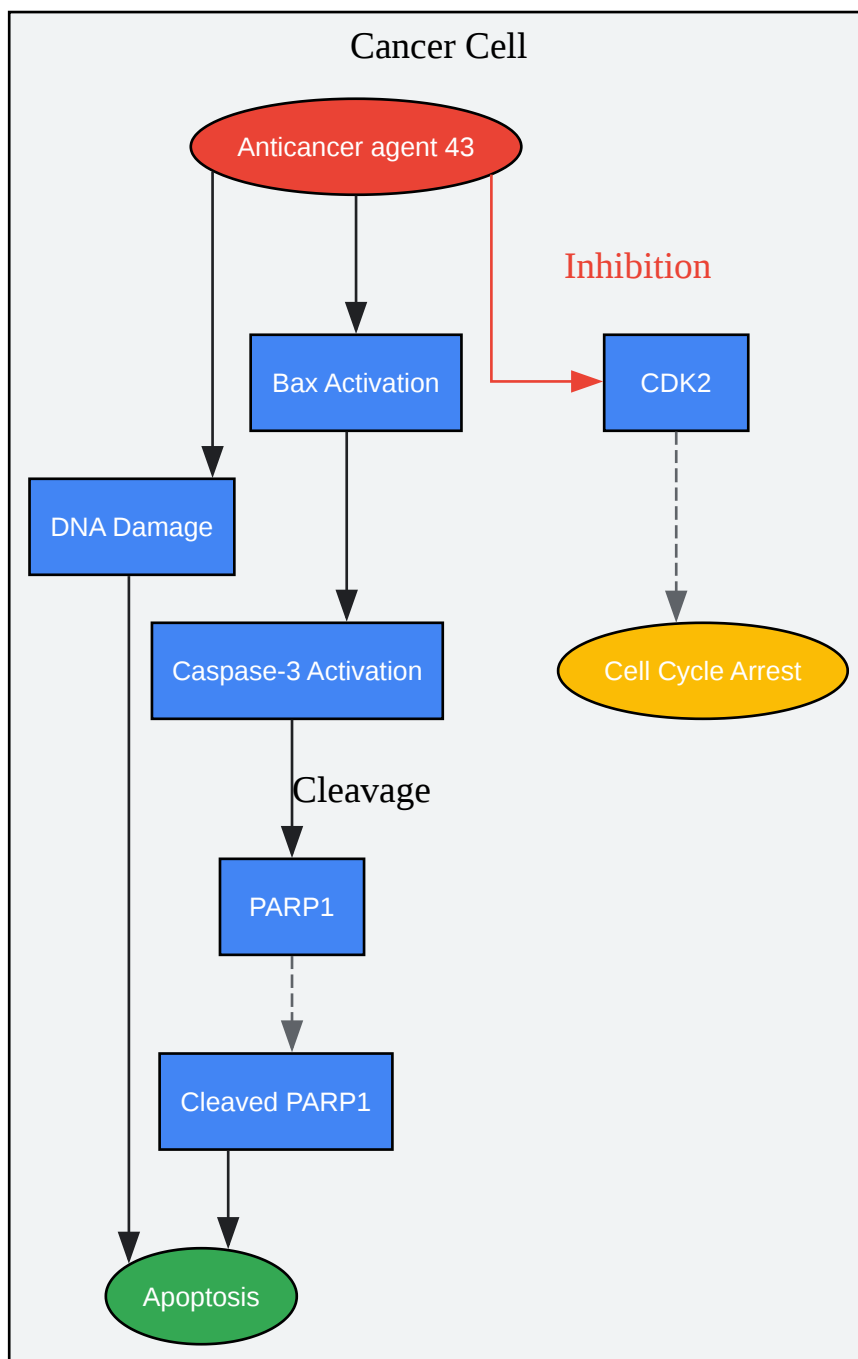 Cancer Cell
Anticancer agent 43
Inhibition
Bax Activation
CDK2
DNA Damage
Caspase-3 Activation
Cell Cycle Arrest
Cleavage
PARP1
Cleaved PARP1
Apoptosis